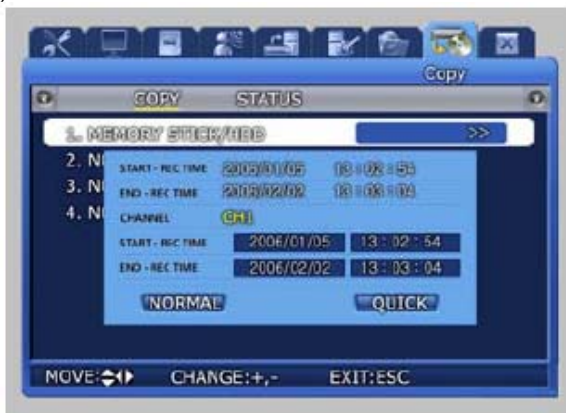 Copy
COPY STATUS
1. MEMORY STICK/HDD >>
2. N
3. N
4. N
START - REC TIME 2005/01/05 13 : 02 : 54
END - REC TIME 2005/02/02 13 : 03 : 04
CHANNEL CH1
START - REC TIME 2006/01/05 13 : 02 : 54
END - REC TIME 2006/02/02 13 : 03 : 04
NORMAL QUICK
MOVE: CHANGE:+,- EXIT:ESC